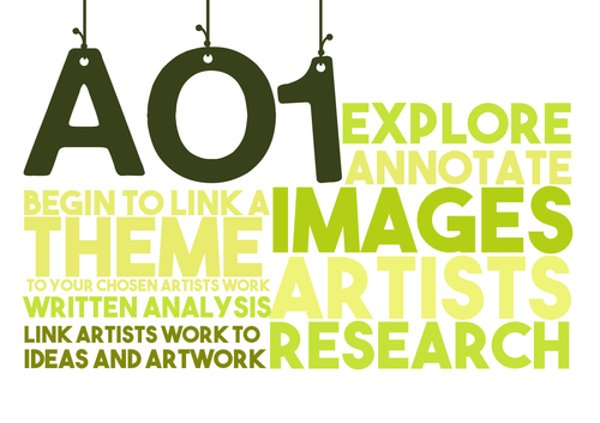 AO1
EXPLORE
ANNOTATE
BEGIN TO LINK A
THEME
TO YOUR CHOSEN ARTISTS WORK
WRITTEN ANALYSIS
LINK ARTISTS WORK TO
IDEAS AND ARTWORK
IMAGES
ARTISTS
RESEARCH